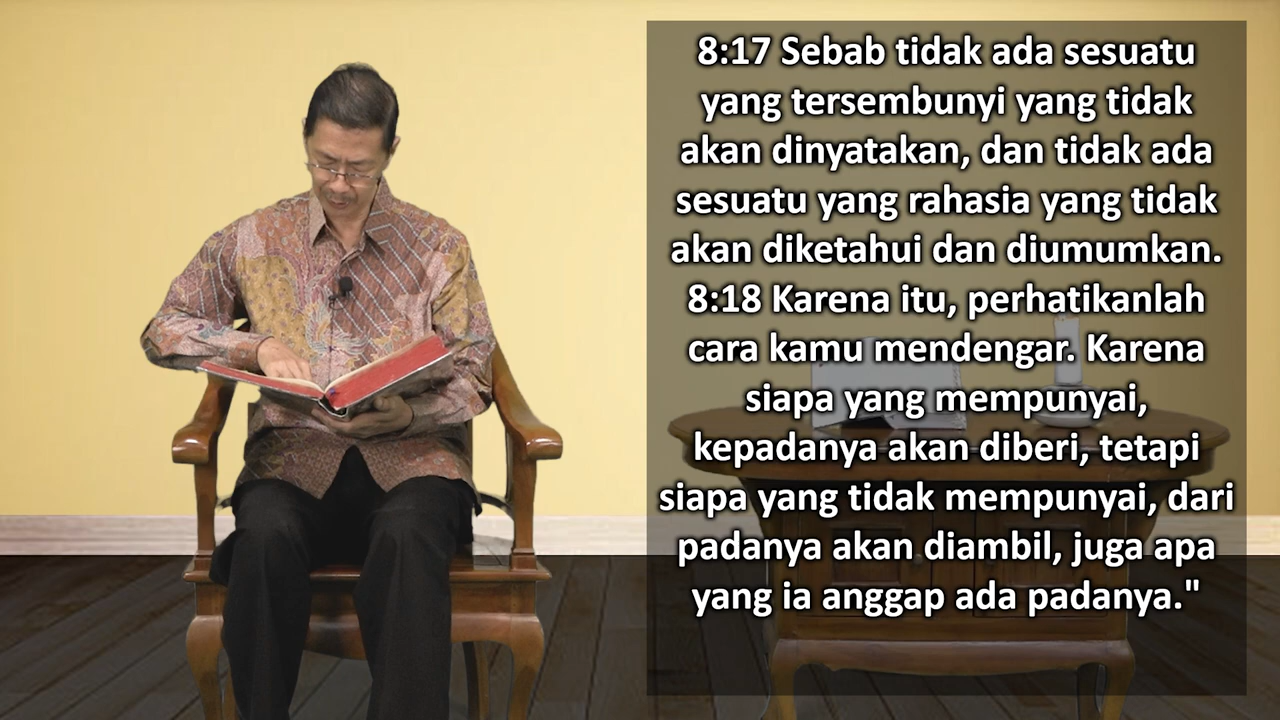 8:17 Sebab tidak ada sesuatu
yang tersembunyi yang tidak
akan dinyatakan, dan tidak ada
sesuatu yang rahasia yang tidak
akan diketahui dan diumumkan.
8:18 Karena itu, perhatikanlah
cara kamu mendengar. Karena
siapa yang mempunyai,
kepadanya akan diberi, tetapi
siapa yang tidak mempunyai, dari
padanya akan diambil, juga apa
yang ia anggap ada padanya."